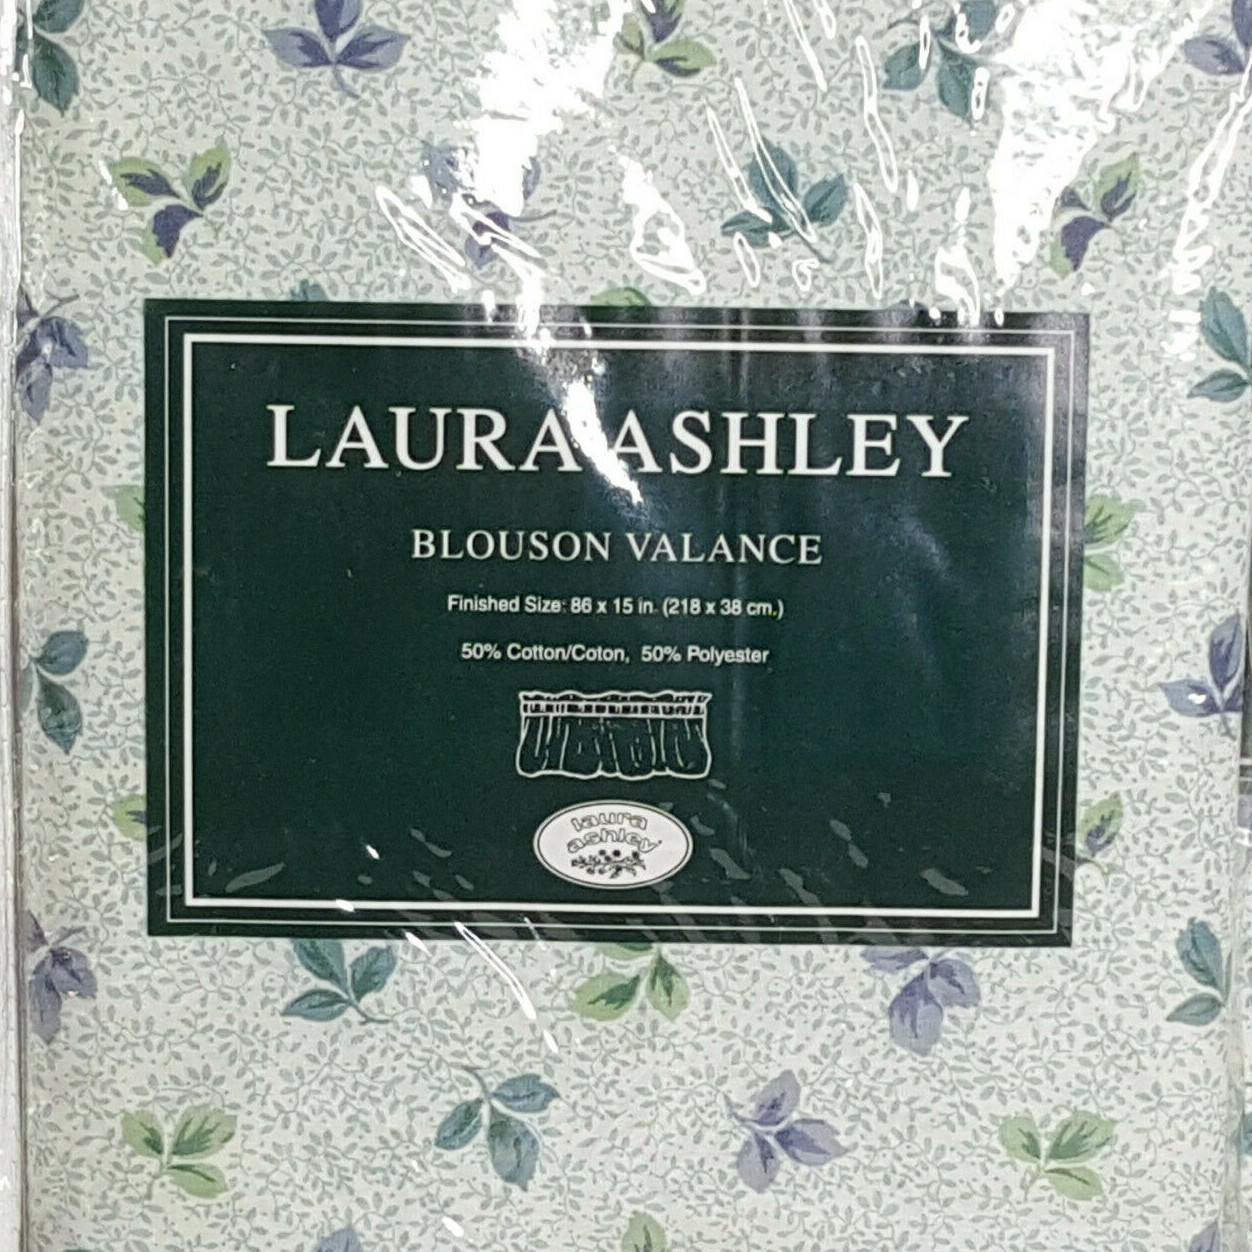 LAURA ASHLEY
BLOUSON VALANCE
Finished Size: 86 x 15 in. (218 x 38 cm.)
50% Cotton/Coton, 50% Polyester
laura
ashley